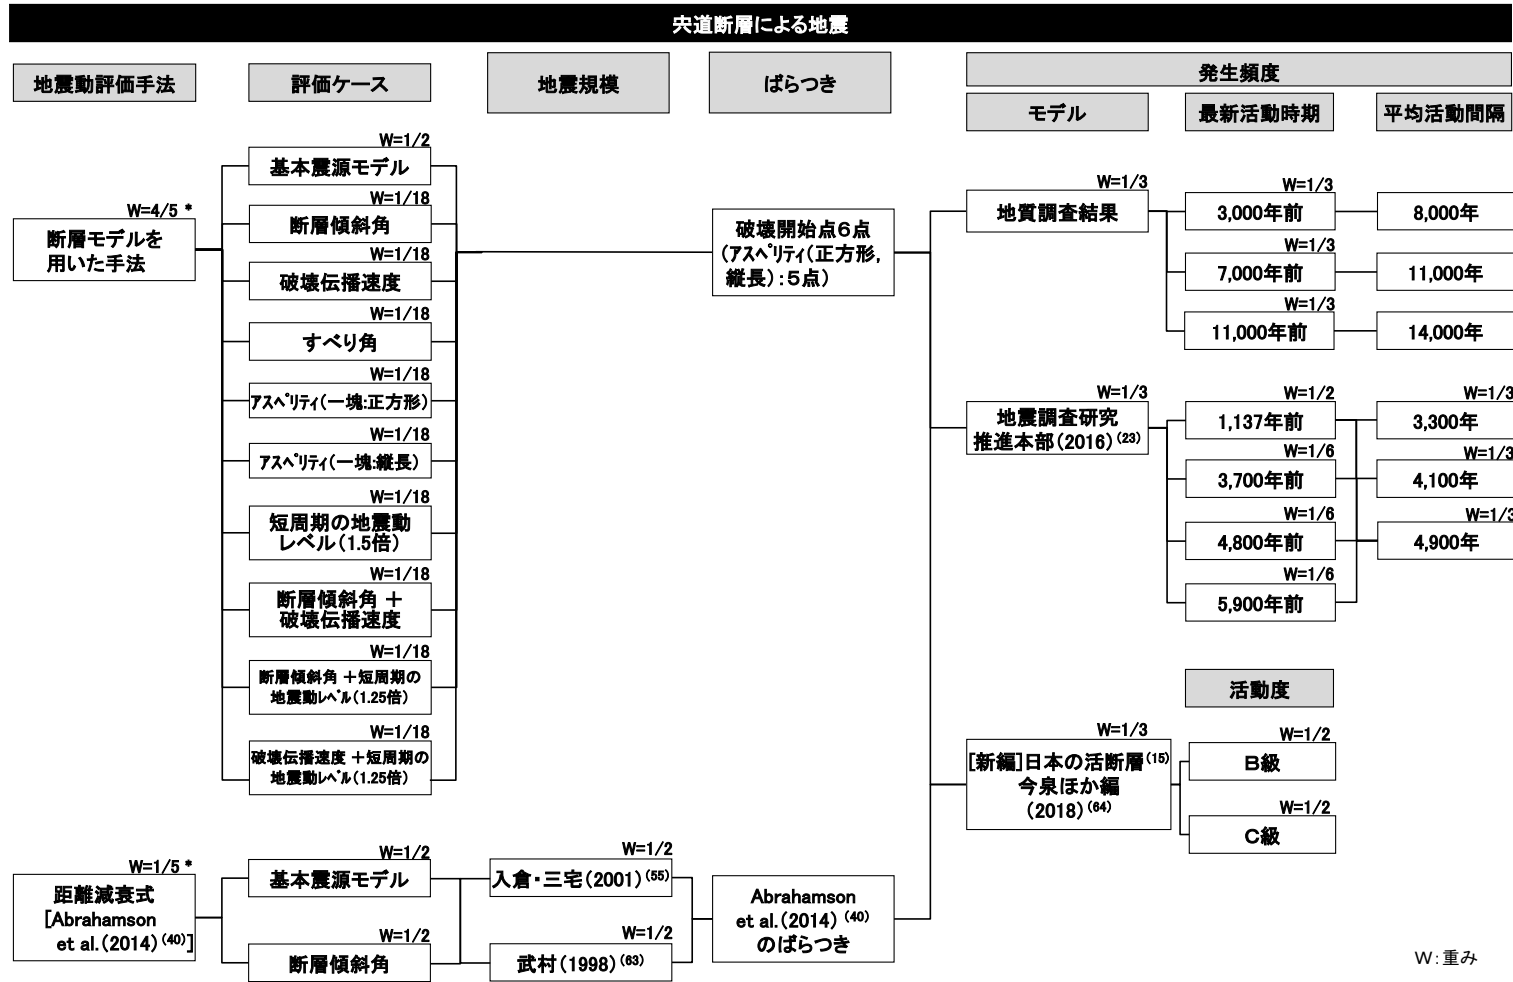 宍道断層による地震
地震動評価手法
評価ケース
地震規模
ばらつき
発生頻度
モデル
最新活動時期
平均活動間隔
W=4/5 *
断層モデルを
用いた手法
W=1/2
基本震源モデル
W=1/18
断層傾斜角
W=1/18
破壊伝播速度
W=1/18
すべり角
W=1/18
アスペリティ(一塊:正方形)
W=1/18
アスペリティ(一塊:縦長)
W=1/18
短周期の地震動
レベル(1.5倍)
W=1/18
断層傾斜角 +
破壊伝播速度
W=1/18
断層傾斜角 +短周期の
地震動レベル(1.25倍)
W=1/18
破壊伝播速度 +短周期の
地震動レベル(1.25倍)
破壊開始点6点
(アスペリティ(正方形,
縦長):5点)
W=1/3
地質調査結果
W=1/3
3,000年前
8,000年
W=1/3
7,000年前
11,000年
W=1/3
11,000年前
14,000年
W=1/3
地震調査研究
推進本部(2016)(23)
W=1/2
1,137年前
W=1/6
3,700年前
W=1/6
4,800年前
W=1/6
5,900年前
W=1/3
3,300年
W=1/3
4,100年
W=1/3
4,900年
活動度
W=1/3
[新編]日本の活断層(15)
今泉ほか編
(2018)(64)
W=1/2
B級
W=1/2
C級
W=1/5 *
距離減衰式
[Abrahamson
et al.(2014)(40)]
W=1/2
基本震源モデル
W=1/2
断層傾斜角
W=1/2
入倉・三宅(2001)(55)
W=1/2
武村(1998)(63)
Abrahamson
et al.(2014)(40)
のばらつき
W:重み